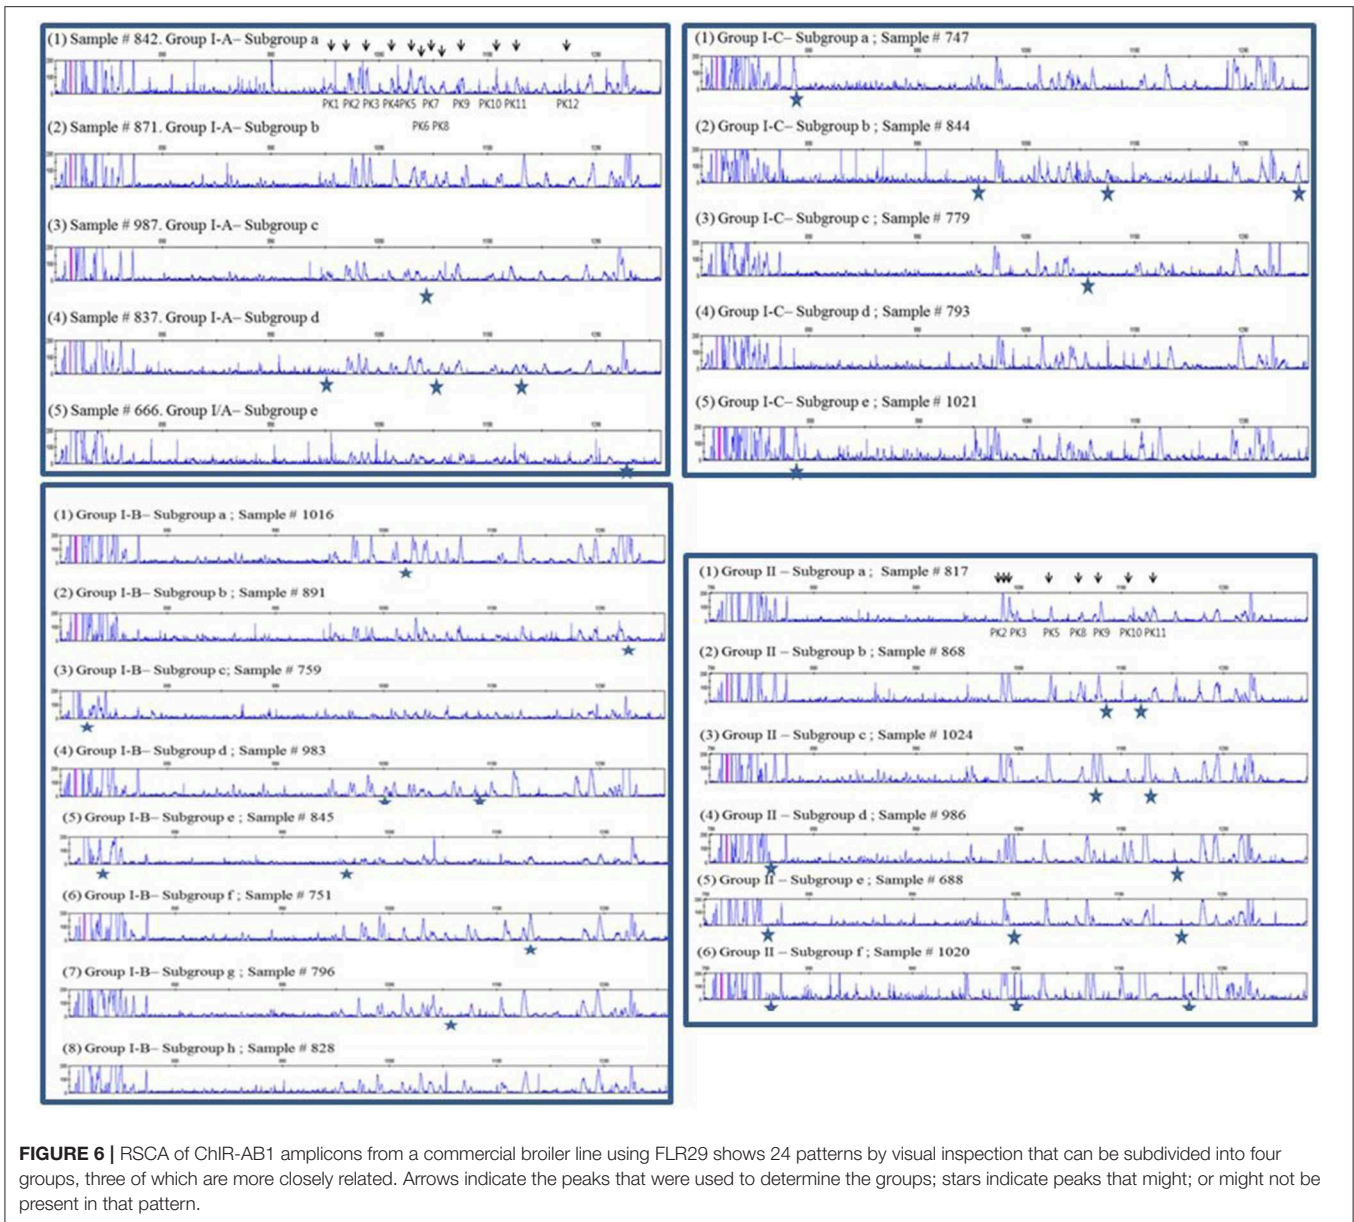 (1) Sample # 842. Group I-A– Subgroup a
PK1 PK2 PK3 PK4 PK5 PK7 PK9 PK10 PK11 PK12
PK6 PK8
(2) Sample # 871. Group I-A– Subgroup b
(3) Sample # 987. Group I-A– Subgroup c
(4) Sample # 837. Group I-A– Subgroup d
(5) Sample # 666. Group I/A– Subgroup e
(1) Group I-C– Subgroup a ; Sample # 747
(2) Group I-C– Subgroup b ; Sample # 844
(3) Group I-C– Subgroup c ; Sample # 779
(4) Group I-C– Subgroup d ; Sample # 793
(5) Group I-C– Subgroup e ; Sample # 1021
(1) Group I-B– Subgroup a ; Sample # 1016
(2) Group I-B– Subgroup b ; Sample # 891
(3) Group I-B– Subgroup c; Sample # 759
(4) Group I-B– Subgroup d ; Sample # 983
(5) Group I-B– Subgroup e ; Sample # 845
(6) Group I-B– Subgroup f ; Sample # 751
(7) Group I-B– Subgroup g ; Sample # 796
(8) Group I-B– Subgroup h ; Sample # 828
(1) Group II – Subgroup a ; Sample # 817
PK2 PK3 PK5 PK8 PK9 PK10 PK11
(2) Group II – Subgroup b ; Sample # 868
(3) Group II – Subgroup c ; Sample # 1024
(4) Group II – Subgroup d ; Sample # 986
(5) Group II – Subgroup e ; Sample # 688
(6) Group II – Subgroup f ; Sample # 1020
FIGURE 6 | RSCA of ChIR-AB1 amplicons from a commercial broiler line using FLR29 shows 24 patterns by visual inspection that can be subdivided into four
groups, three of which are more closely related. Arrows indicate the peaks that were used to determine the groups; stars indicate peaks that might; or might not be
present in that pattern.